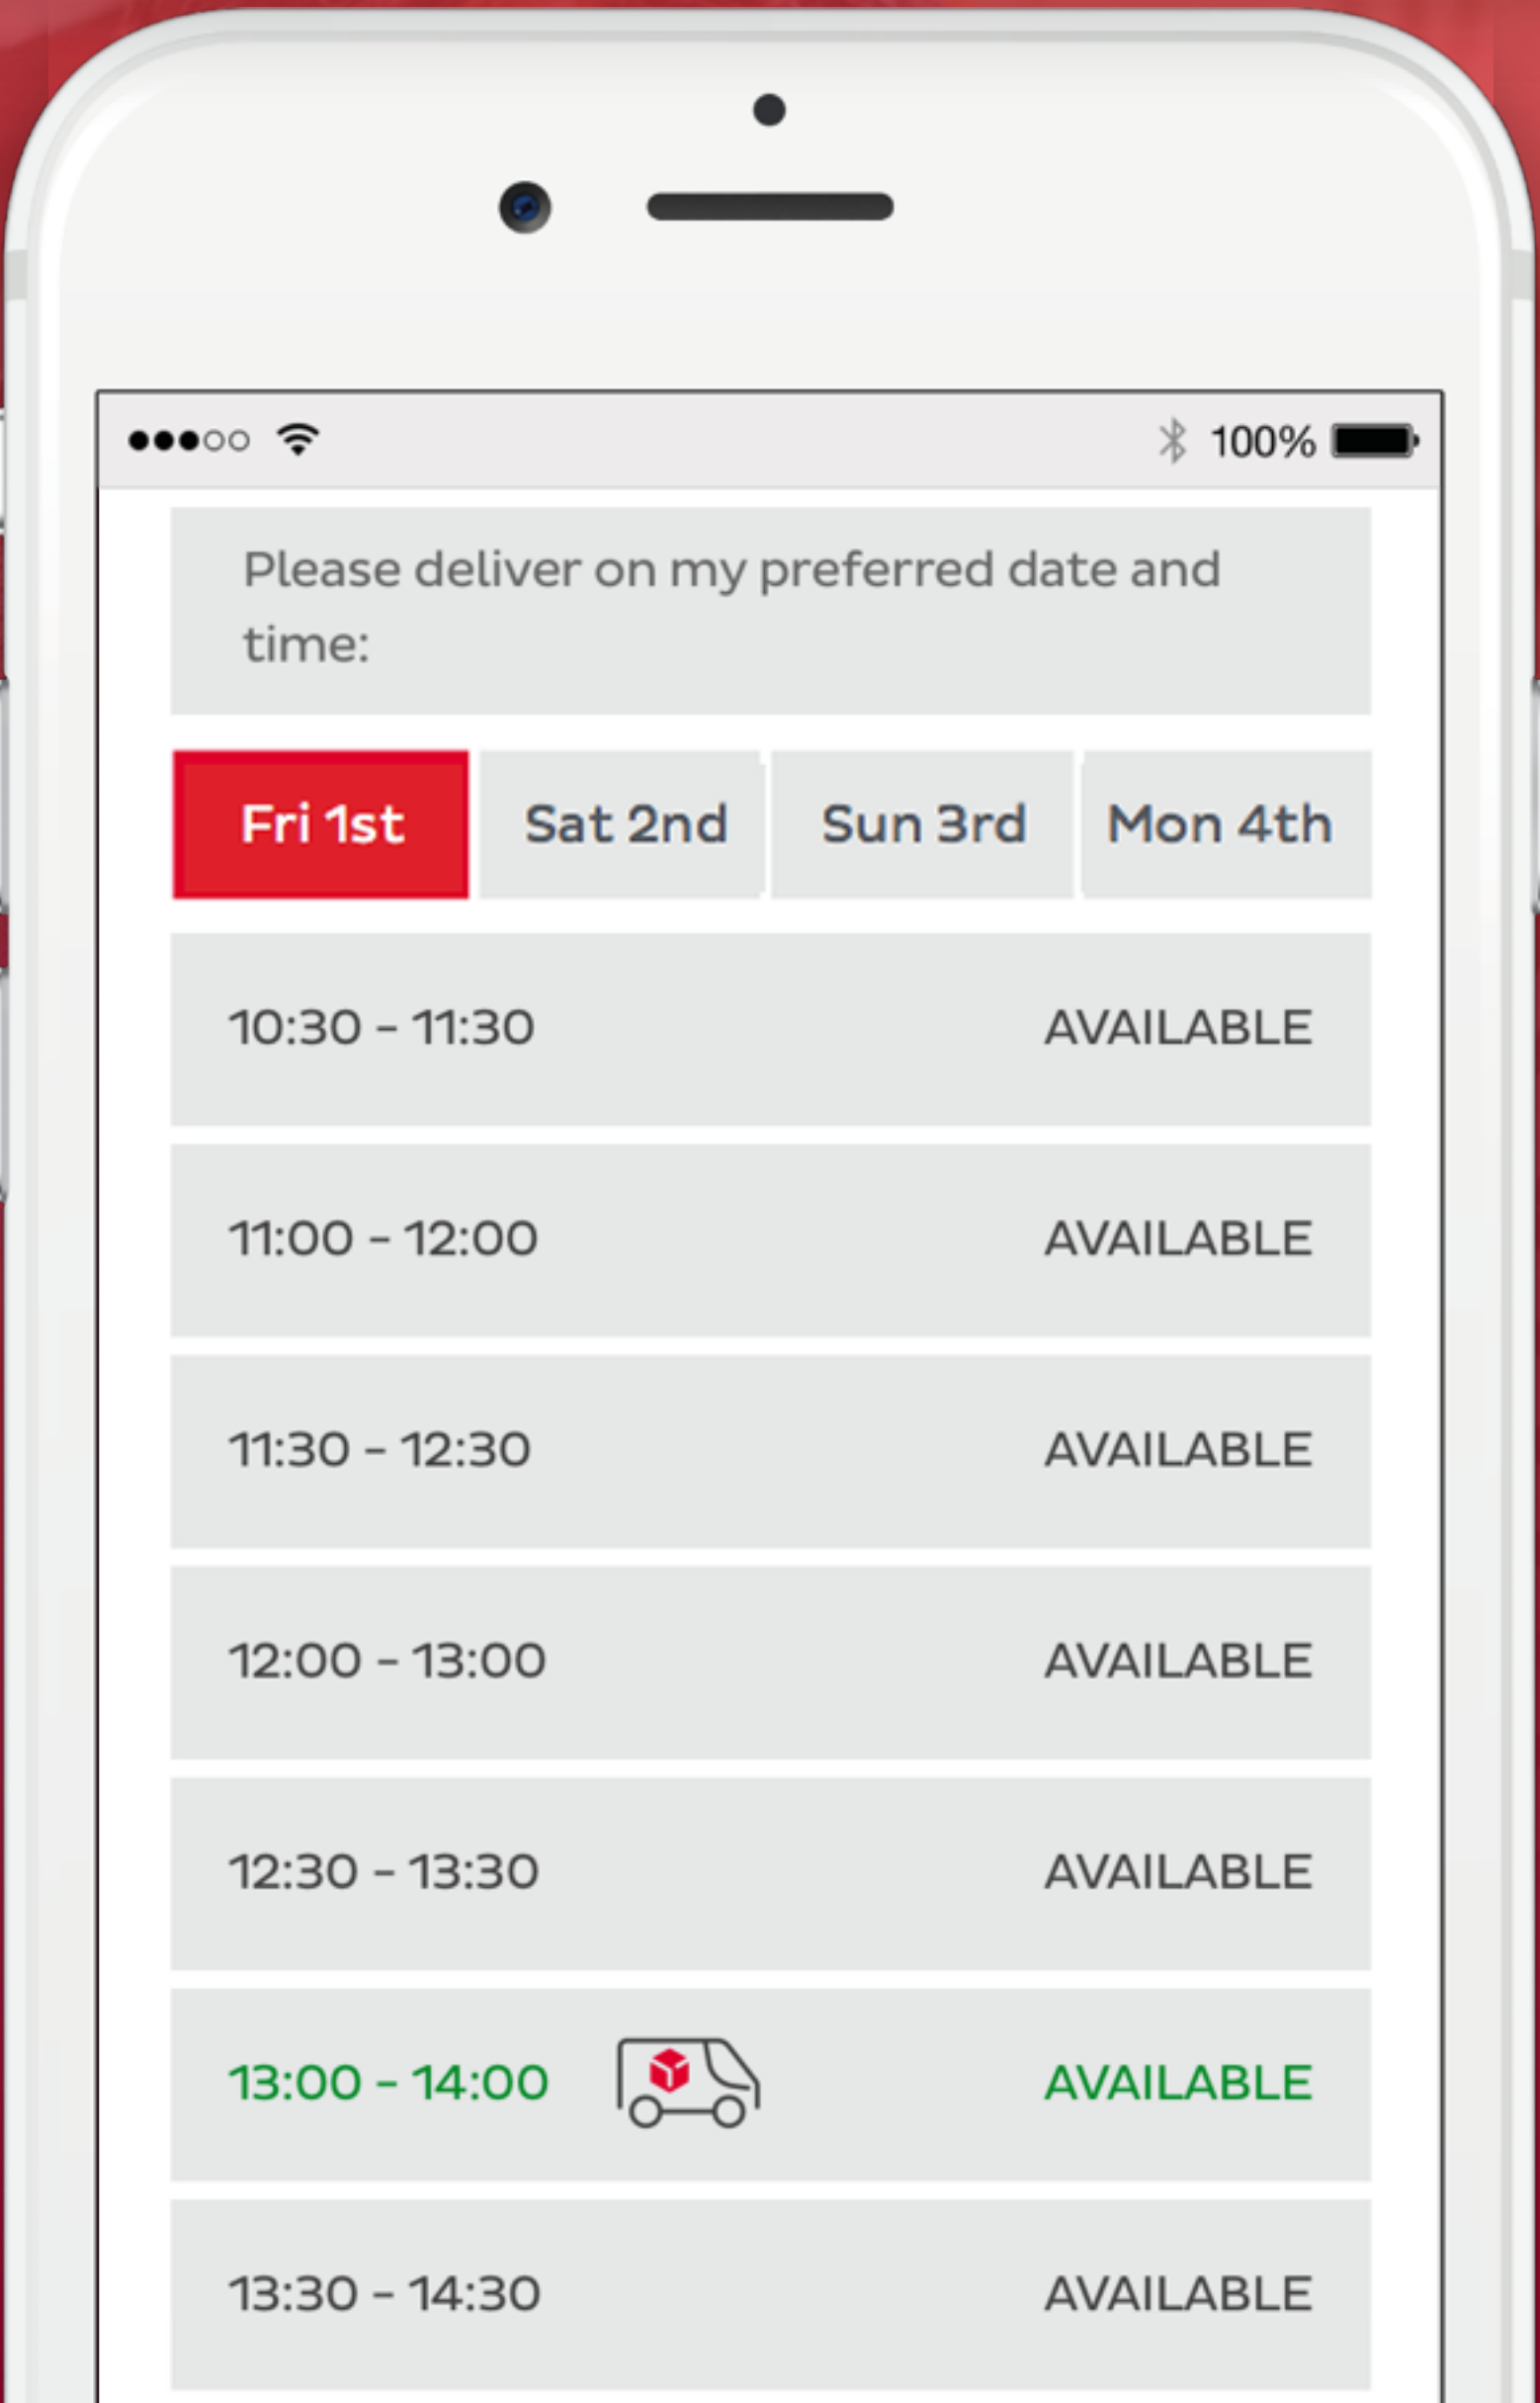 100%
Please deliver on my preferred date and
time:
Fri 1st Sat 2nd Sun 3rd Mon 4th
10:30 - 11:30 AVAILABLE
11:00 - 12:00 AVAILABLE
11:30 - 12:30 AVAILABLE
12:00 - 13:00 AVAILABLE
12:30 - 13:30 AVAILABLE
13:00 - 14:00 AVAILABLE
13:30 - 14:30 AVAILABLE